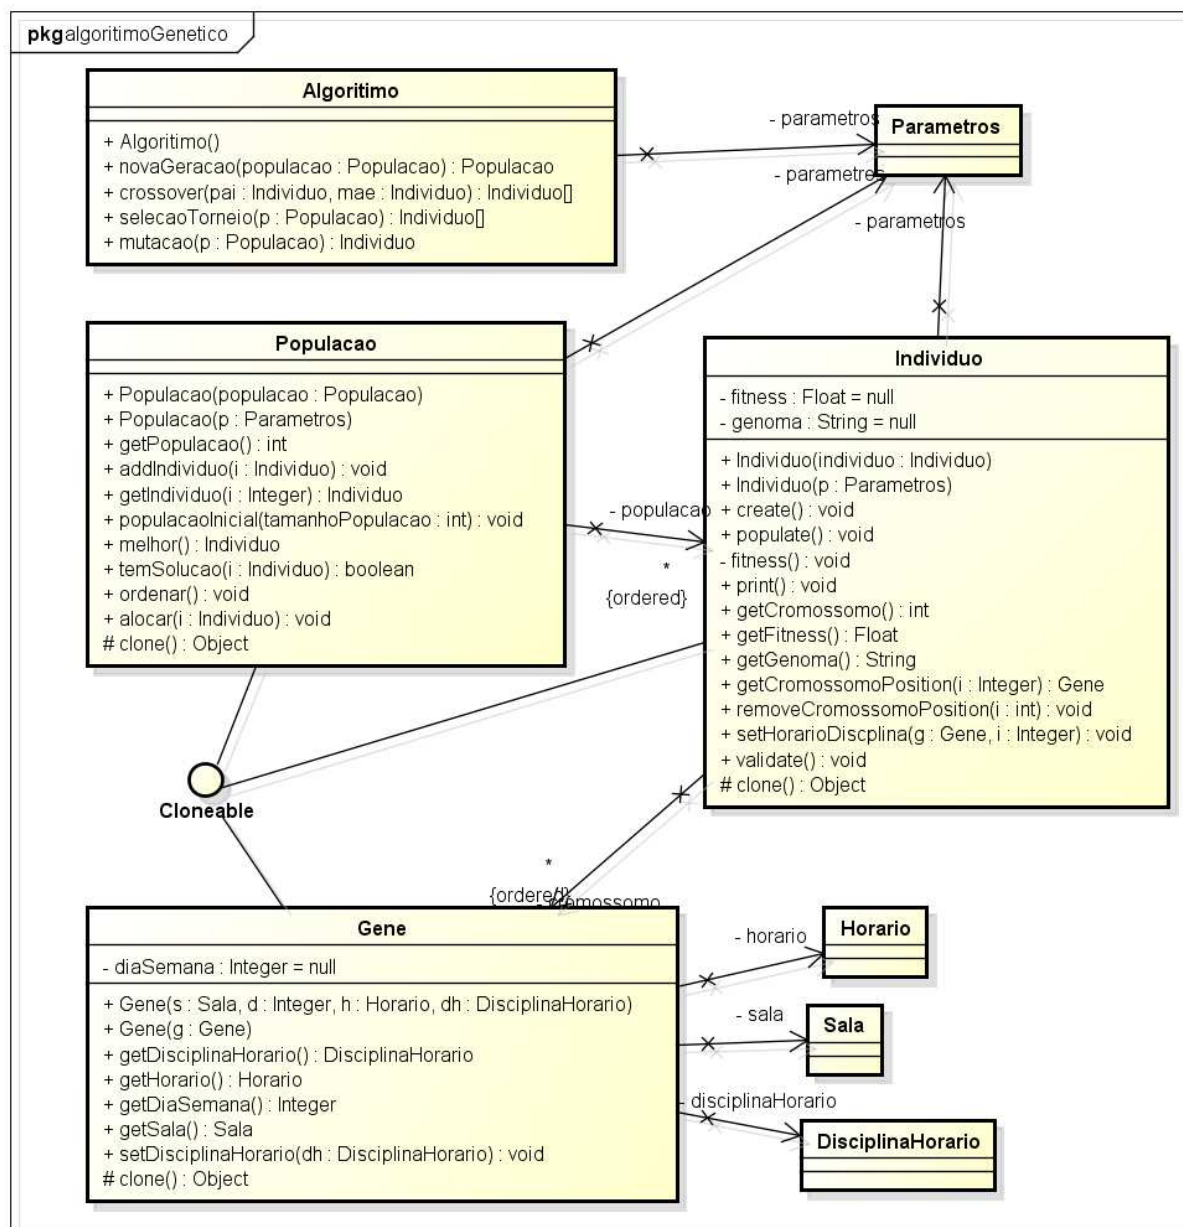 pkg algoritimoGenetico
Algoritimo
+ Algoritimo()
+ novaGeracao(populacao : Populacao) : Populacao
+ crossover(pai : Individuo, mae : Individuo) : Individuo[]
+ selecaoTorneio(p : Populacao) : Individuo[]
+ mutacao(p : Populacao) : Individuo
- parametros
Parametros
- parametros
- parametros
Populacao
+ Populacao(populacao : Populacao)
+ Populacao(p : Parametros)
+ getPopulacao() : int
+ addIndividuo(i : Individuo) : void
+ getIndividuo(i : Integer) : Individuo
+ populacaoInicial(tamanhoPopulacao : int) : void
+ melhor() : Individuo
+ temSolucao(i : Individuo) : boolean
+ ordenar() : void
+ alocar(i : Individuo) : void
# clone() : Object
- populacao
*
{ordered}
Individuo
- fitness : Float = null
- genoma : String = null
+ Individuo(individuo : Individuo)
+ Individuo(p : Parametros)
+ create() : void
+ populate() : void
- fitness() : void
+ print() : void
+ getCromossomo() : int
+ getFitness() : Float
+ getGenoma() : String
+ getCromossomoPosition(i : Integer) : Gene
+ removeCromossomoPosition(i : int) : void
+ setHorarioDiscplina(g : Gene, i : Integer) : void
+ validate() : void
# clone() : Object
Cloneable
*
{ordered}
- cromossomo
Gene
- diaSemana : Integer = null
+ Gene(s : Sala, d : Integer, h : Horario, dh : DisciplinaHorario)
+ Gene(g : Gene)
+ getDisciplinaHorario() : DisciplinaHorario
+ getHorario() : Horario
+ getDiaSemana() : Integer
+ getSala() : Sala
+ setDisciplinaHorario(dh : DisciplinaHorario) : void
# clone() : Object
- horario
Horario
- sala
Sala
- disciplinaHorario
DisciplinaHorario